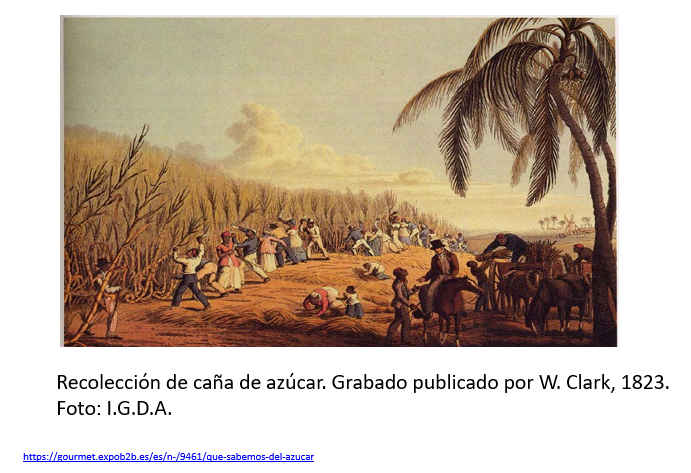 Recolección de caña de azúcar. Grabado publicado por W. Clark, 1823.
Foto: I.G.D.A.
https://gourmet.expob2b.es/es/n-/9461/que-sabemos-del-azucar